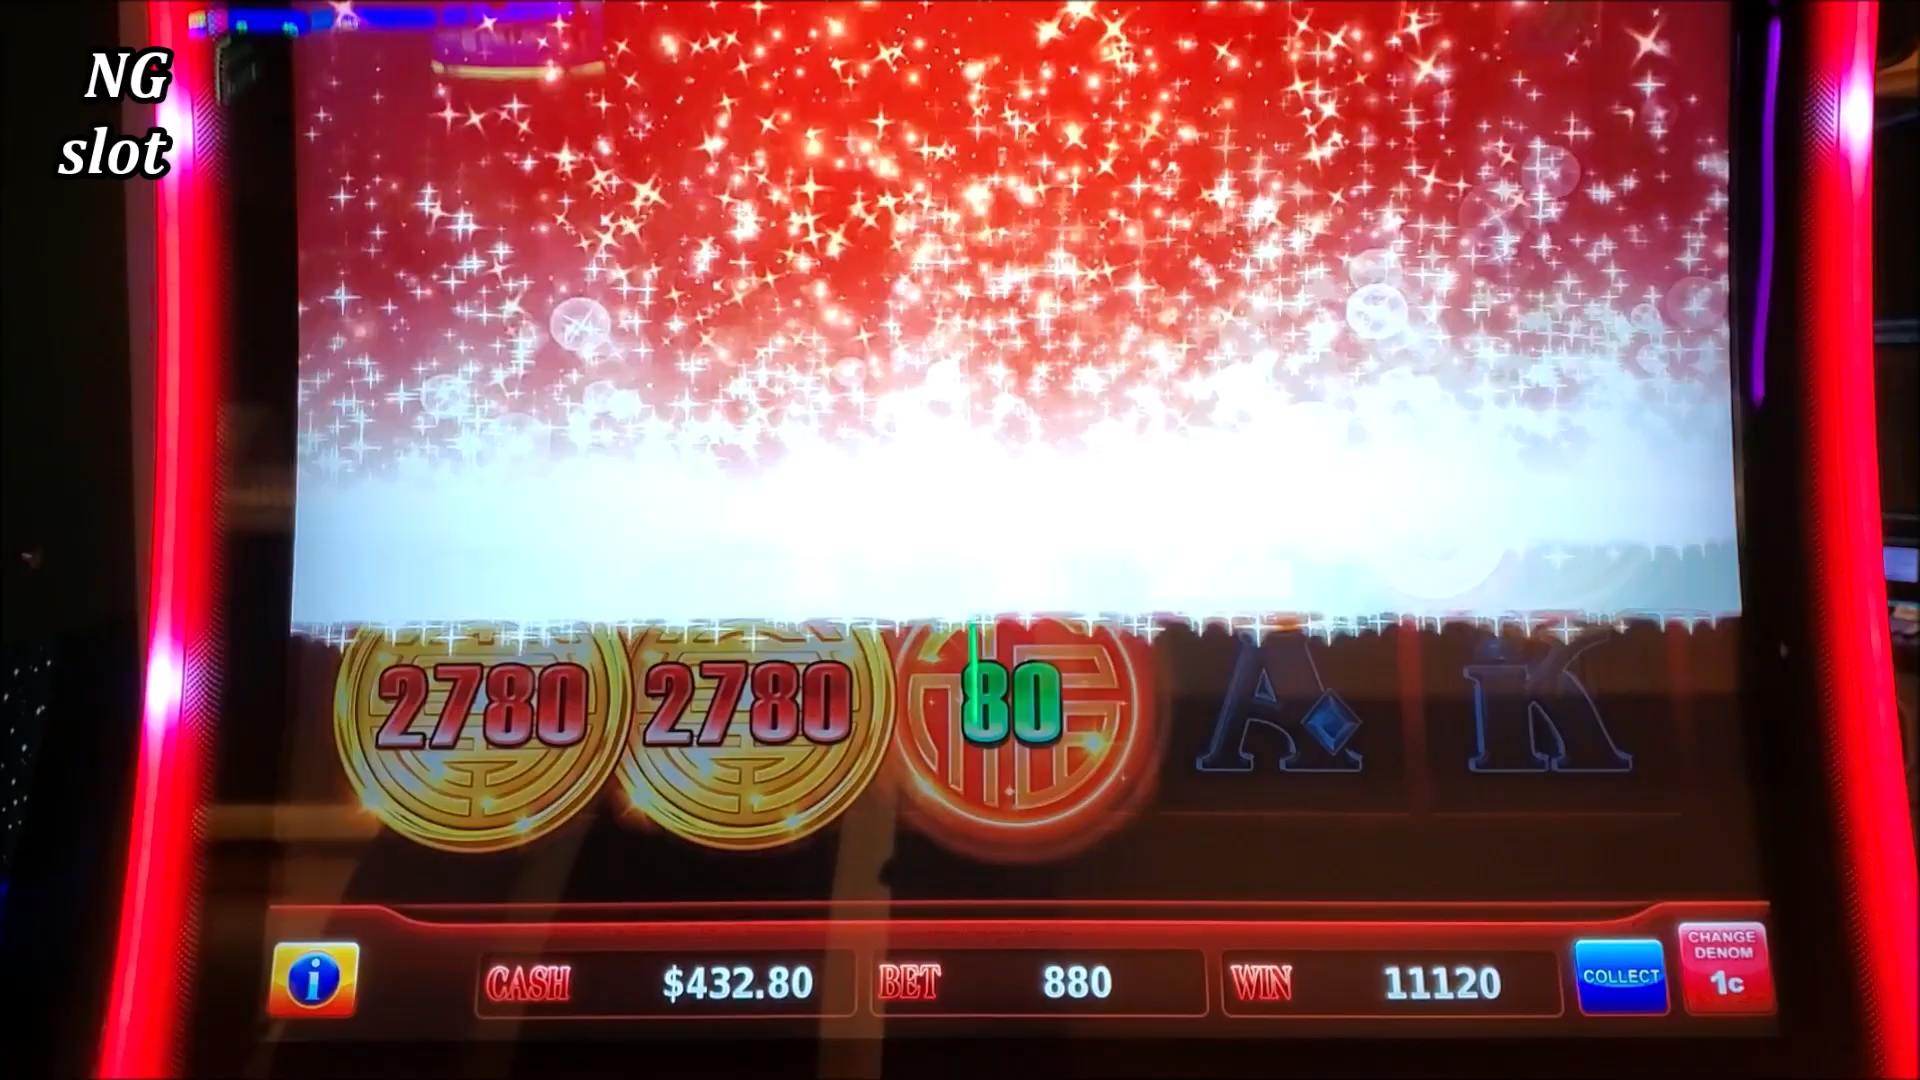 NG
slot
2780 2780 80 A K
CASH $432.80 BET 880 WIN 11120 COLLECT CHANGE
DENOM
1c
i